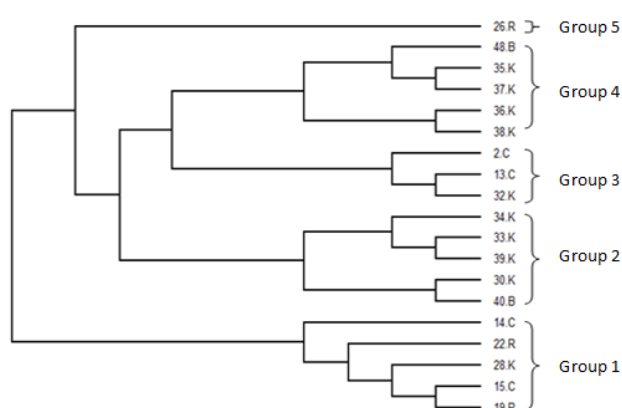 26.R Group 5
48.B
35.K
37.K Group 4
36.K
38.K
2.C
13.C Group 3
32.K
34.K
33.K
39.K Group 2
30.K
40.B
14.C
22.R
28.K Group 1
15.C